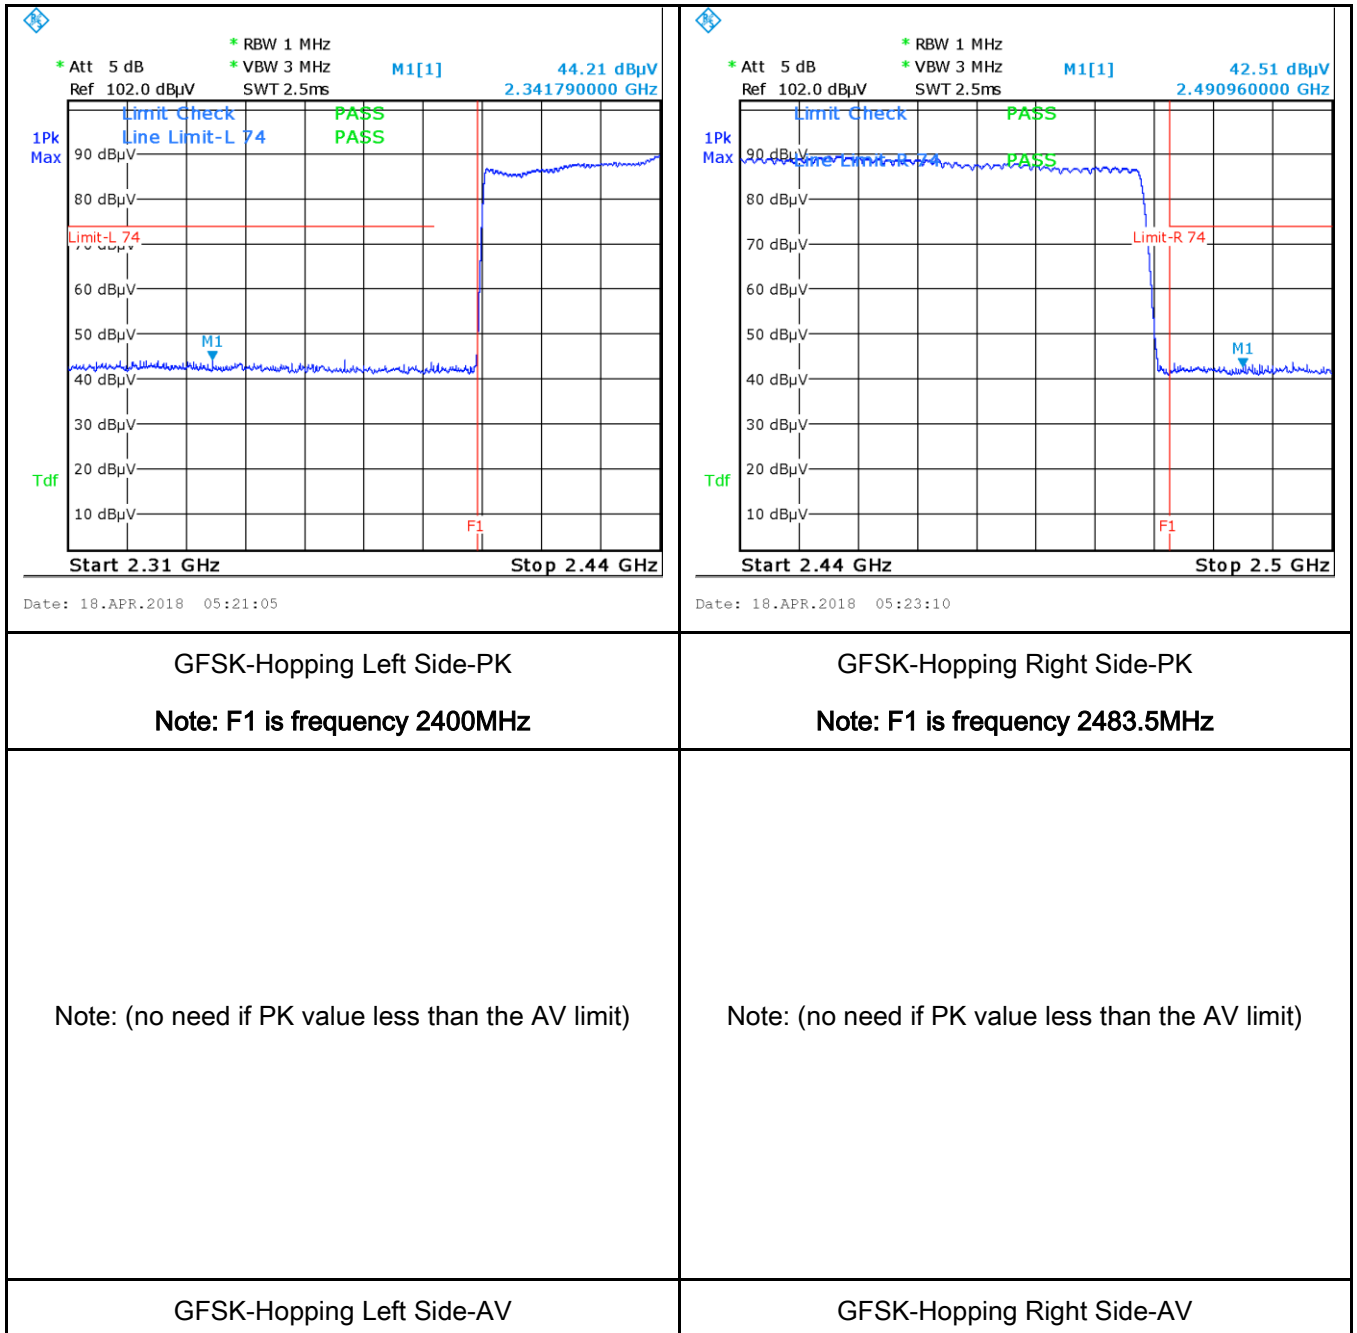 * RBW 1 MHz
* Att 5 dB * VBW 3 MHz M1[1] 44.21 dBµV
Ref 102.0 dBµV SWT 2.5ms 2.341790000 GHz
Limit Check PASS
1Pk Line Limit-L 74 PASS
Max 90 dBµV
80 dBµV
Limit-L 74
70 dBµV
60 dBµV
50 dBµV
M1
40 dBµV
30 dBµV
20 dBµV
Tdf
10 dBµV
F1
Start 2.31 GHz Stop 2.44 GHz
Date: 18.APR.2018 05:21:05
* RBW 1 MHz
* Att 5 dB * VBW 3 MHz M1[1] 42.51 dBµV
Ref 102.0 dBµV SWT 2.5ms 2.490960000 GHz
Limit Check PASS
1Pk
Max 90 dBµV Line Limit-R 74 PASS
80 dBµV
70 dBµV Limit-R 74
60 dBµV
50 dBµV
M1
40 dBµV
30 dBµV
20 dBµV
Tdf
10 dBµV
F1
Start 2.44 GHz Stop 2.5 GHz
Date: 18.APR.2018 05:23:10
GFSK-Hopping Left Side-PK
Note: F1 is frequency 2400MHz
GFSK-Hopping Right Side-PK
Note: F1 is frequency 2483.5MHz
Note: (no need if PK value less than the AV limit)
Note: (no need if PK value less than the AV limit)
GFSK-Hopping Left Side-AV
GFSK-Hopping Right Side-AV